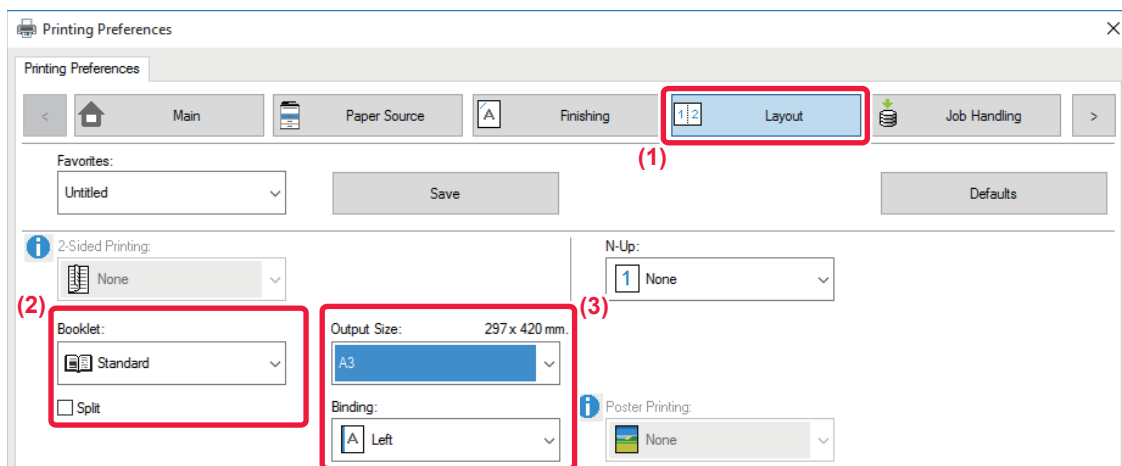 Printing Preferences
Printing Preferences
< Main Paper Source A Finishing 1 2 Layout Job Handling >
(1)
Favorites:
Untitled Save Defaults
2-Sided Printing: N-Up:
None 1 None
(2) (3)
Booklet: Output Size: 297 x 420 mm.
Standard A3
Split Binding: Poster Printing:
A Left None